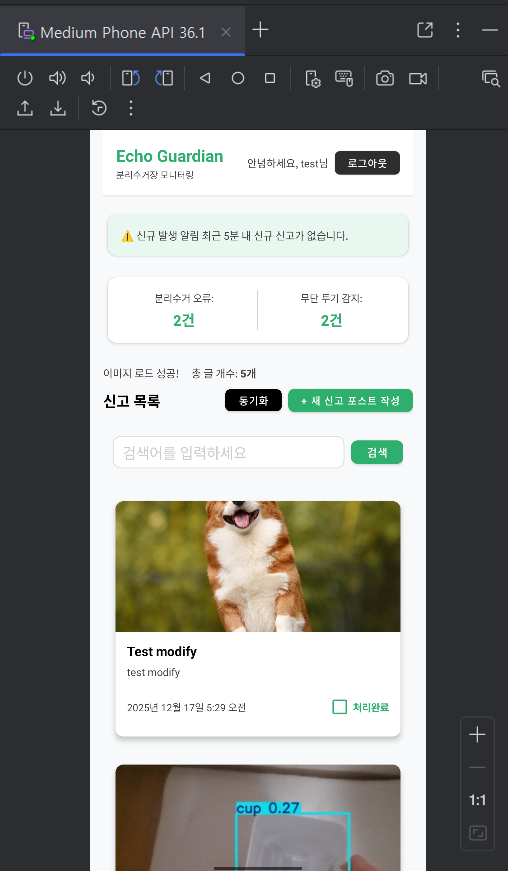 Medium Phone API 36.1
Echo Guardian
분리수거장 모니터링
안녕하세요, test님
로그아웃
⚠️ 신규 발생 알림 최근 5분 내 신규 신고가 없습니다.
분리수거 오류:
2건
무단 투기 감지:
2건
이미지 로드 성공! 총 글 개수: 5개
신고 목록
동기화
+ 새 신고 포스트 작성
검색어를 입력하세요
검색
Test modify
test modify
2025년 12월 17일 5:29 오전
처리완료
cup 0.27
1:1